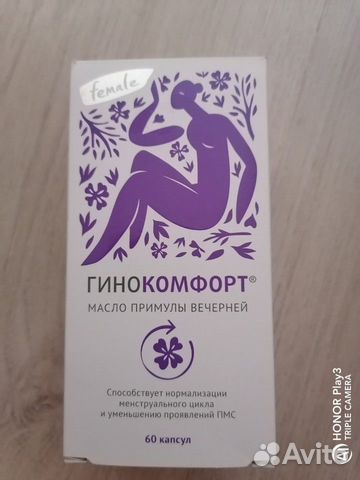 female
ГИНОКОМФОРТ®
МАСЛО ПРИМУЛЫ ВЕЧЕРНЕЙ
Способствует нормализации
менструального цикла
и уменьшению проявлений ПМС
60 капсул
HONOR Play3
TRIPLE CAMERA
AI
Avito